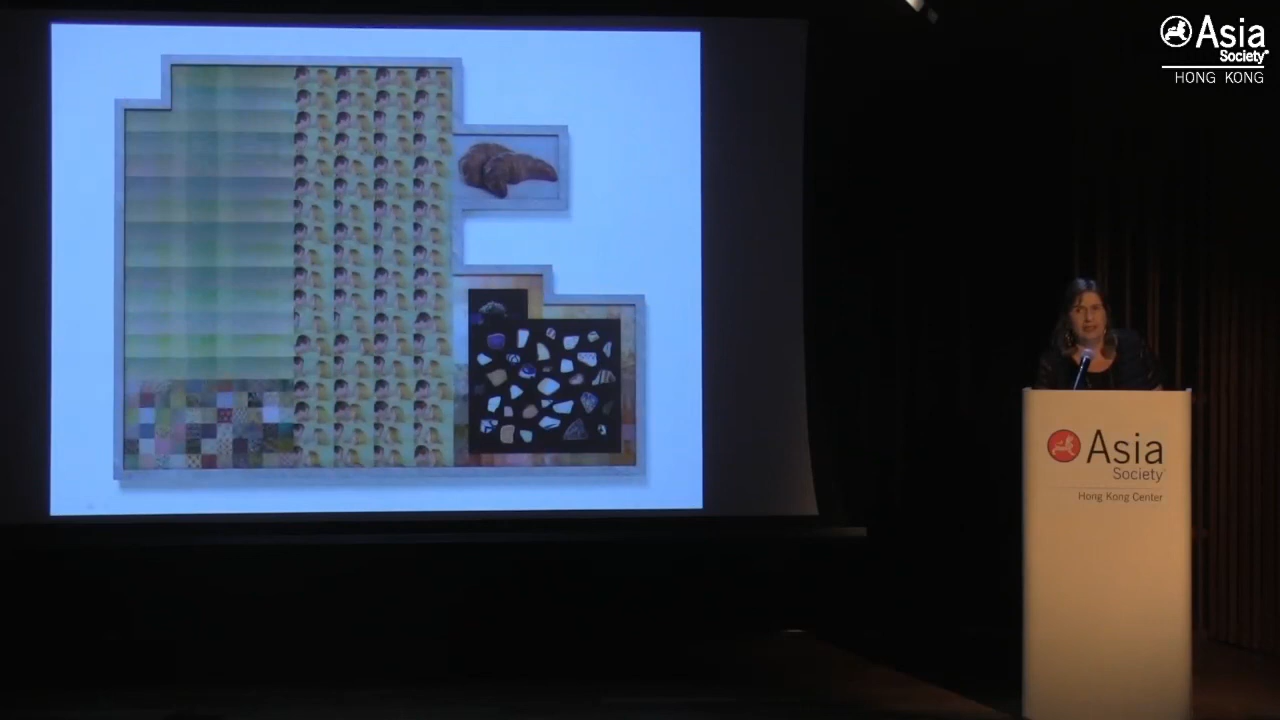 Asia
Society
HONG KONG
Asia
Society
Hong Kong Center